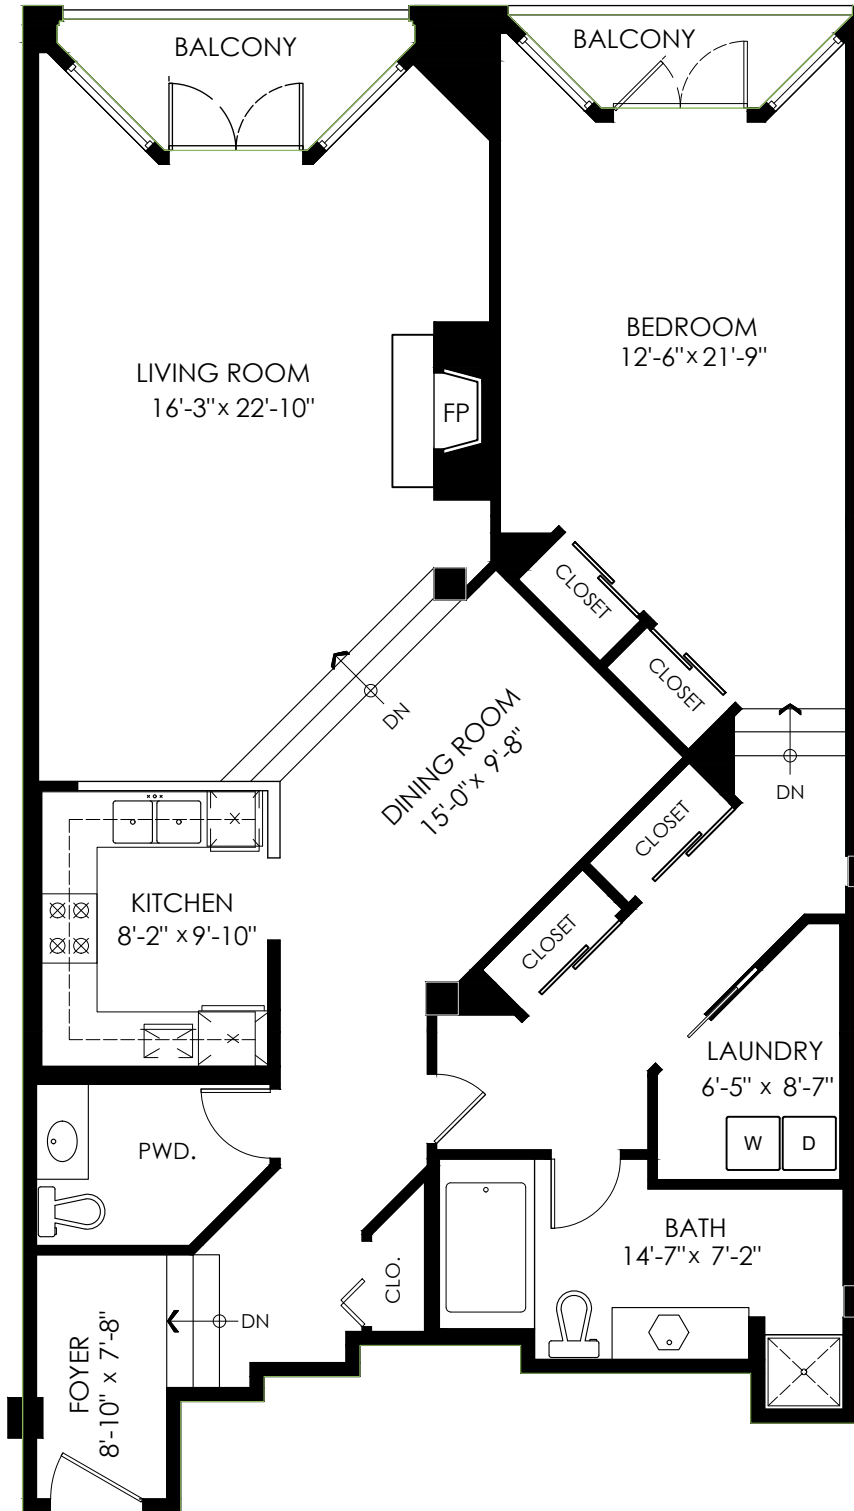 BALCONY
BALCONY
BEDROOM
12'-6" x 21'-9"
LIVING ROOM
16'-3" x 22'-10"
FP
CLOSET
CLOSET
DN
DINING ROOM
15'-0" x 9'-8"
DN
CLOSET
KITCHEN
8'-2" x 9'-10"
CLOSET
LAUNDRY
6'-5" x 8'-7"
W D
PWD.
BATH
14'-7" x 7'-2"
CLO.
DN
FOYER
8'-10" x 7'-8"